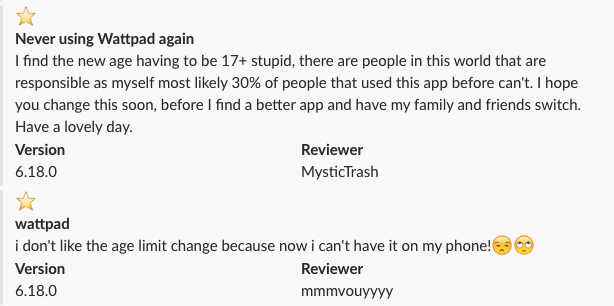 Never using Wattpad again
I find the new age having to be 17+ stupid, there are people in this world that are
responsible as myself most likely 30% of people that used this app before can't. I hope
you change this soon, before I find a better app and have my family and friends switch.
Have a lovely day.
Version Reviewer
6.18.0 MysticTrash
wattpad
i don't like the age limit change because now i can't have it on my phone!😒🙄
Version Reviewer
6.18.0 mmmvouyyyy